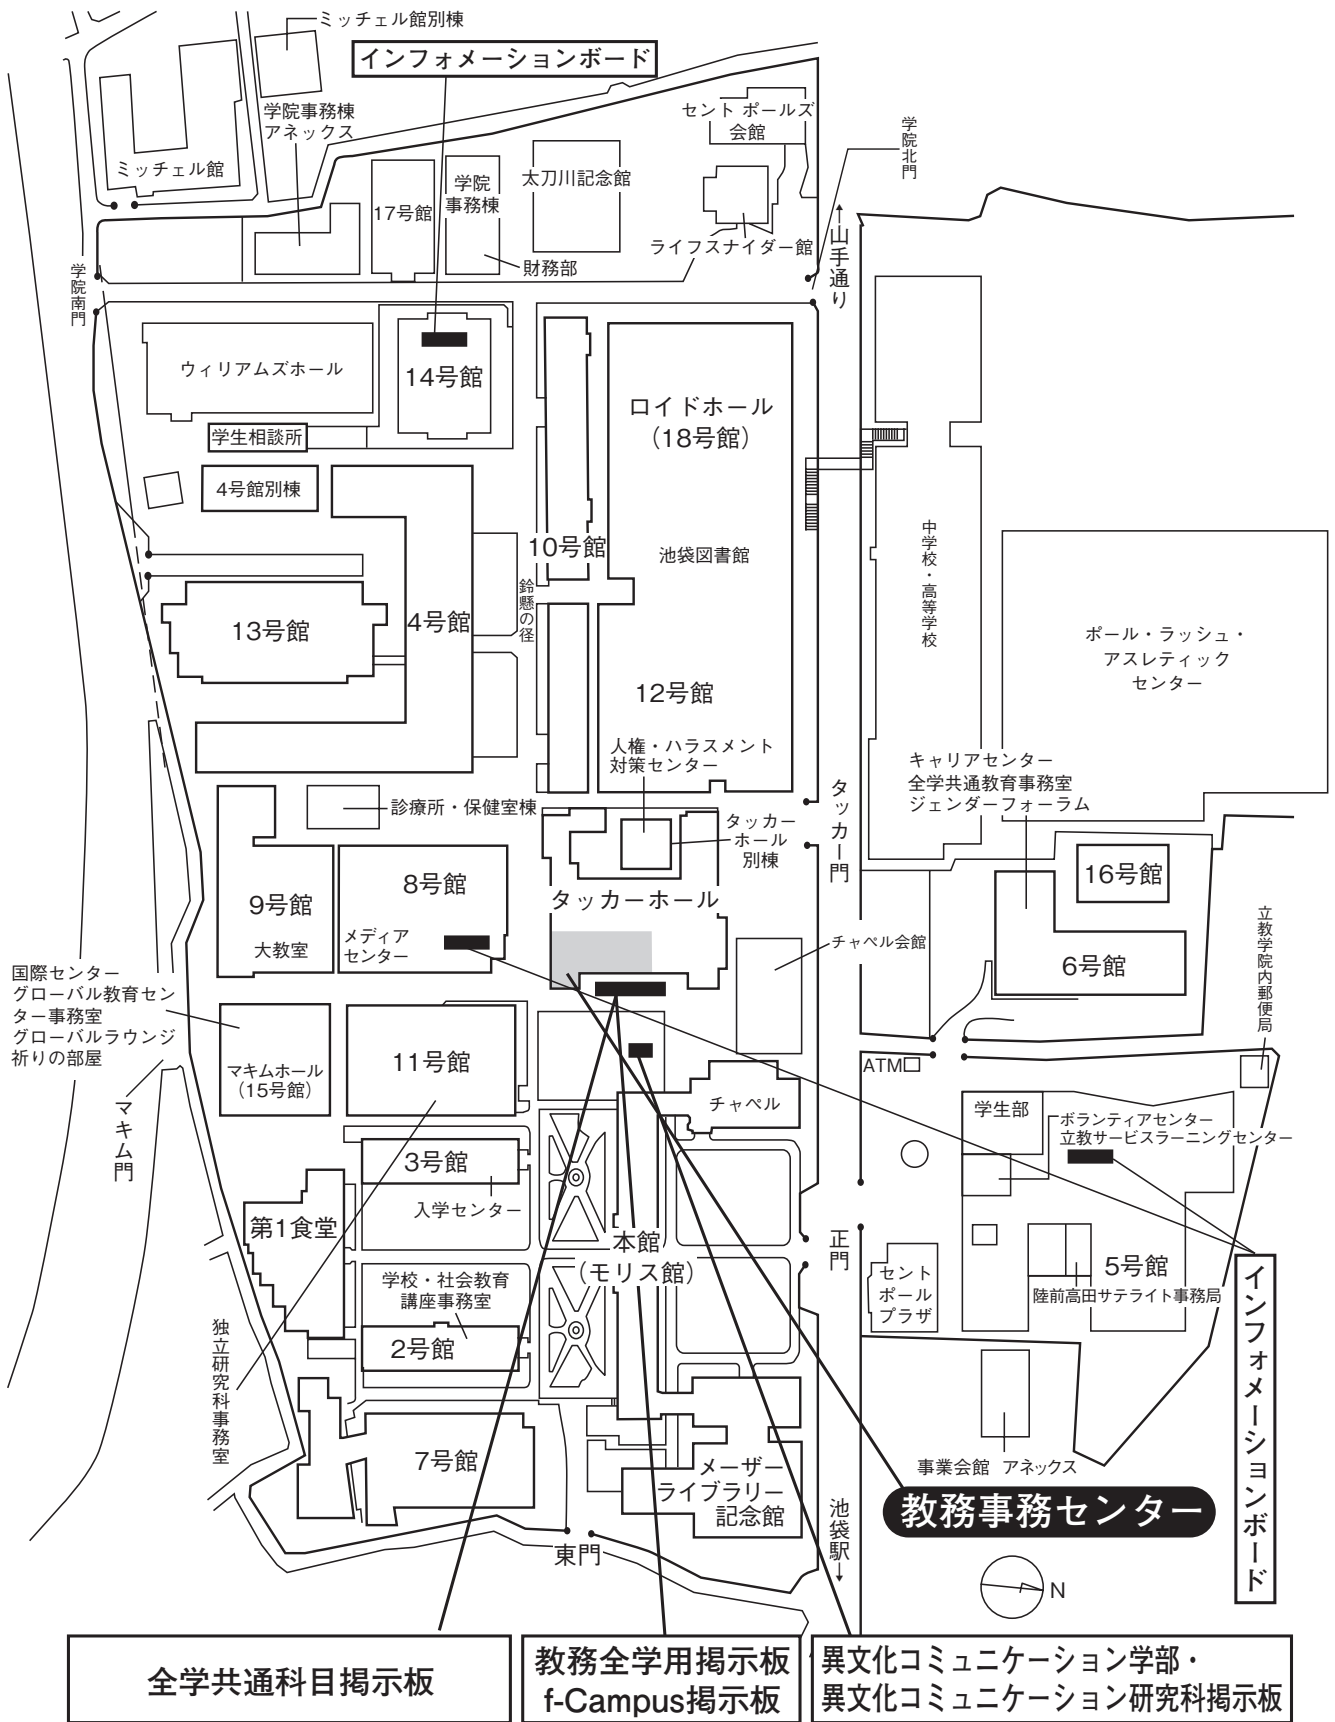 ミッチェル館別棟
インフォメーションボード
学院事務棟
アネックス
セント ポールズ
会館
学院北門
ミッチェル館
17号館
学院
事務棟
太刀川記念館
ライフスナイダー館
財務部
↑山手通り
学院南門
ウィリアムズホール
14号館
ロイドホール
(18号館)
学生相談所
4号館別棟
10号館
池袋図書館
中学校・高等学校
鈴懸の径
13号館
4号館
ポール・ラッシュ・
アスレティック
センター
12号館
人権・ハラスメント
対策センター
キャリアセンター
全学共通教育事務室
ジェンダーフォーラム
タッカー門
診療所・保健室棟
タッカー
ホール
別棟
8号館
9号館
大教室
メディア
センター
タッカーホール
16号館
6号館
チャペル会館
立教学院内郵便局
国際センター
グローバル教育セン
ター事務室
グローバルラウンジ
祈りの部屋
マキムホール
(15号館)
11号館
チャペル
ATM
学生部
ボランティアセンター
立教サービスラーニングセンター
マキム門
3号館
入学センター
第1食堂
本館
(モリス館)
正門
セント
ポール
プラザ
5号館
陸前高田サテライト事務局
学校・社会教育
講座事務室
2号館
独立研究科事務室
インフォメーションボード
7号館
メーザー
ライブラリー
記念館
事業会館 アネックス
教務事務センター
池袋駅↓
東門
N
全学共通科目掲示板
教務全学用掲示板
f-Campus掲示板
異文化コミュニケーション学部・
異文化コミュニケーション研究科掲示板